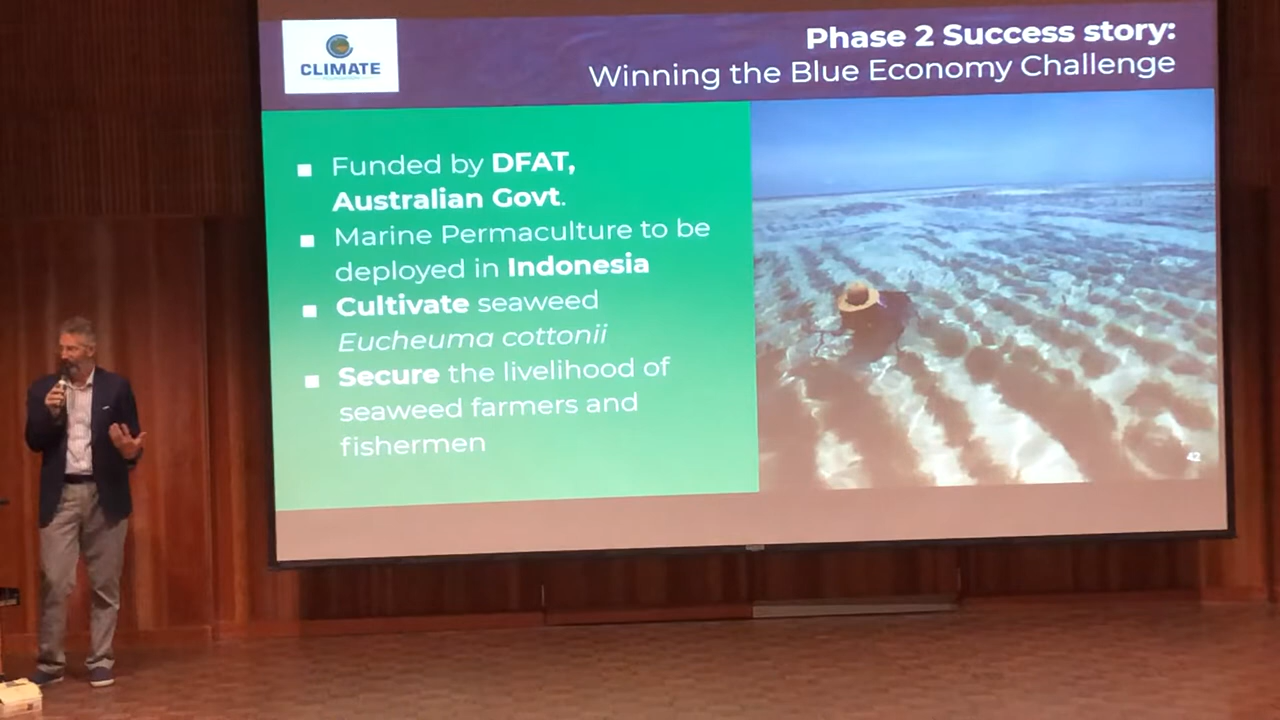 CLIMATE
Phase 2 Success story:
Winning the Blue Economy Challenge
▪ Funded by DFAT,
Australian Govt.
▪ Marine Permaculture to be
deployed in Indonesia
▪ Cultivate seaweed
Eucheuma cottonii
▪ Secure the livelihood of
seaweed farmers and
fishermen
42